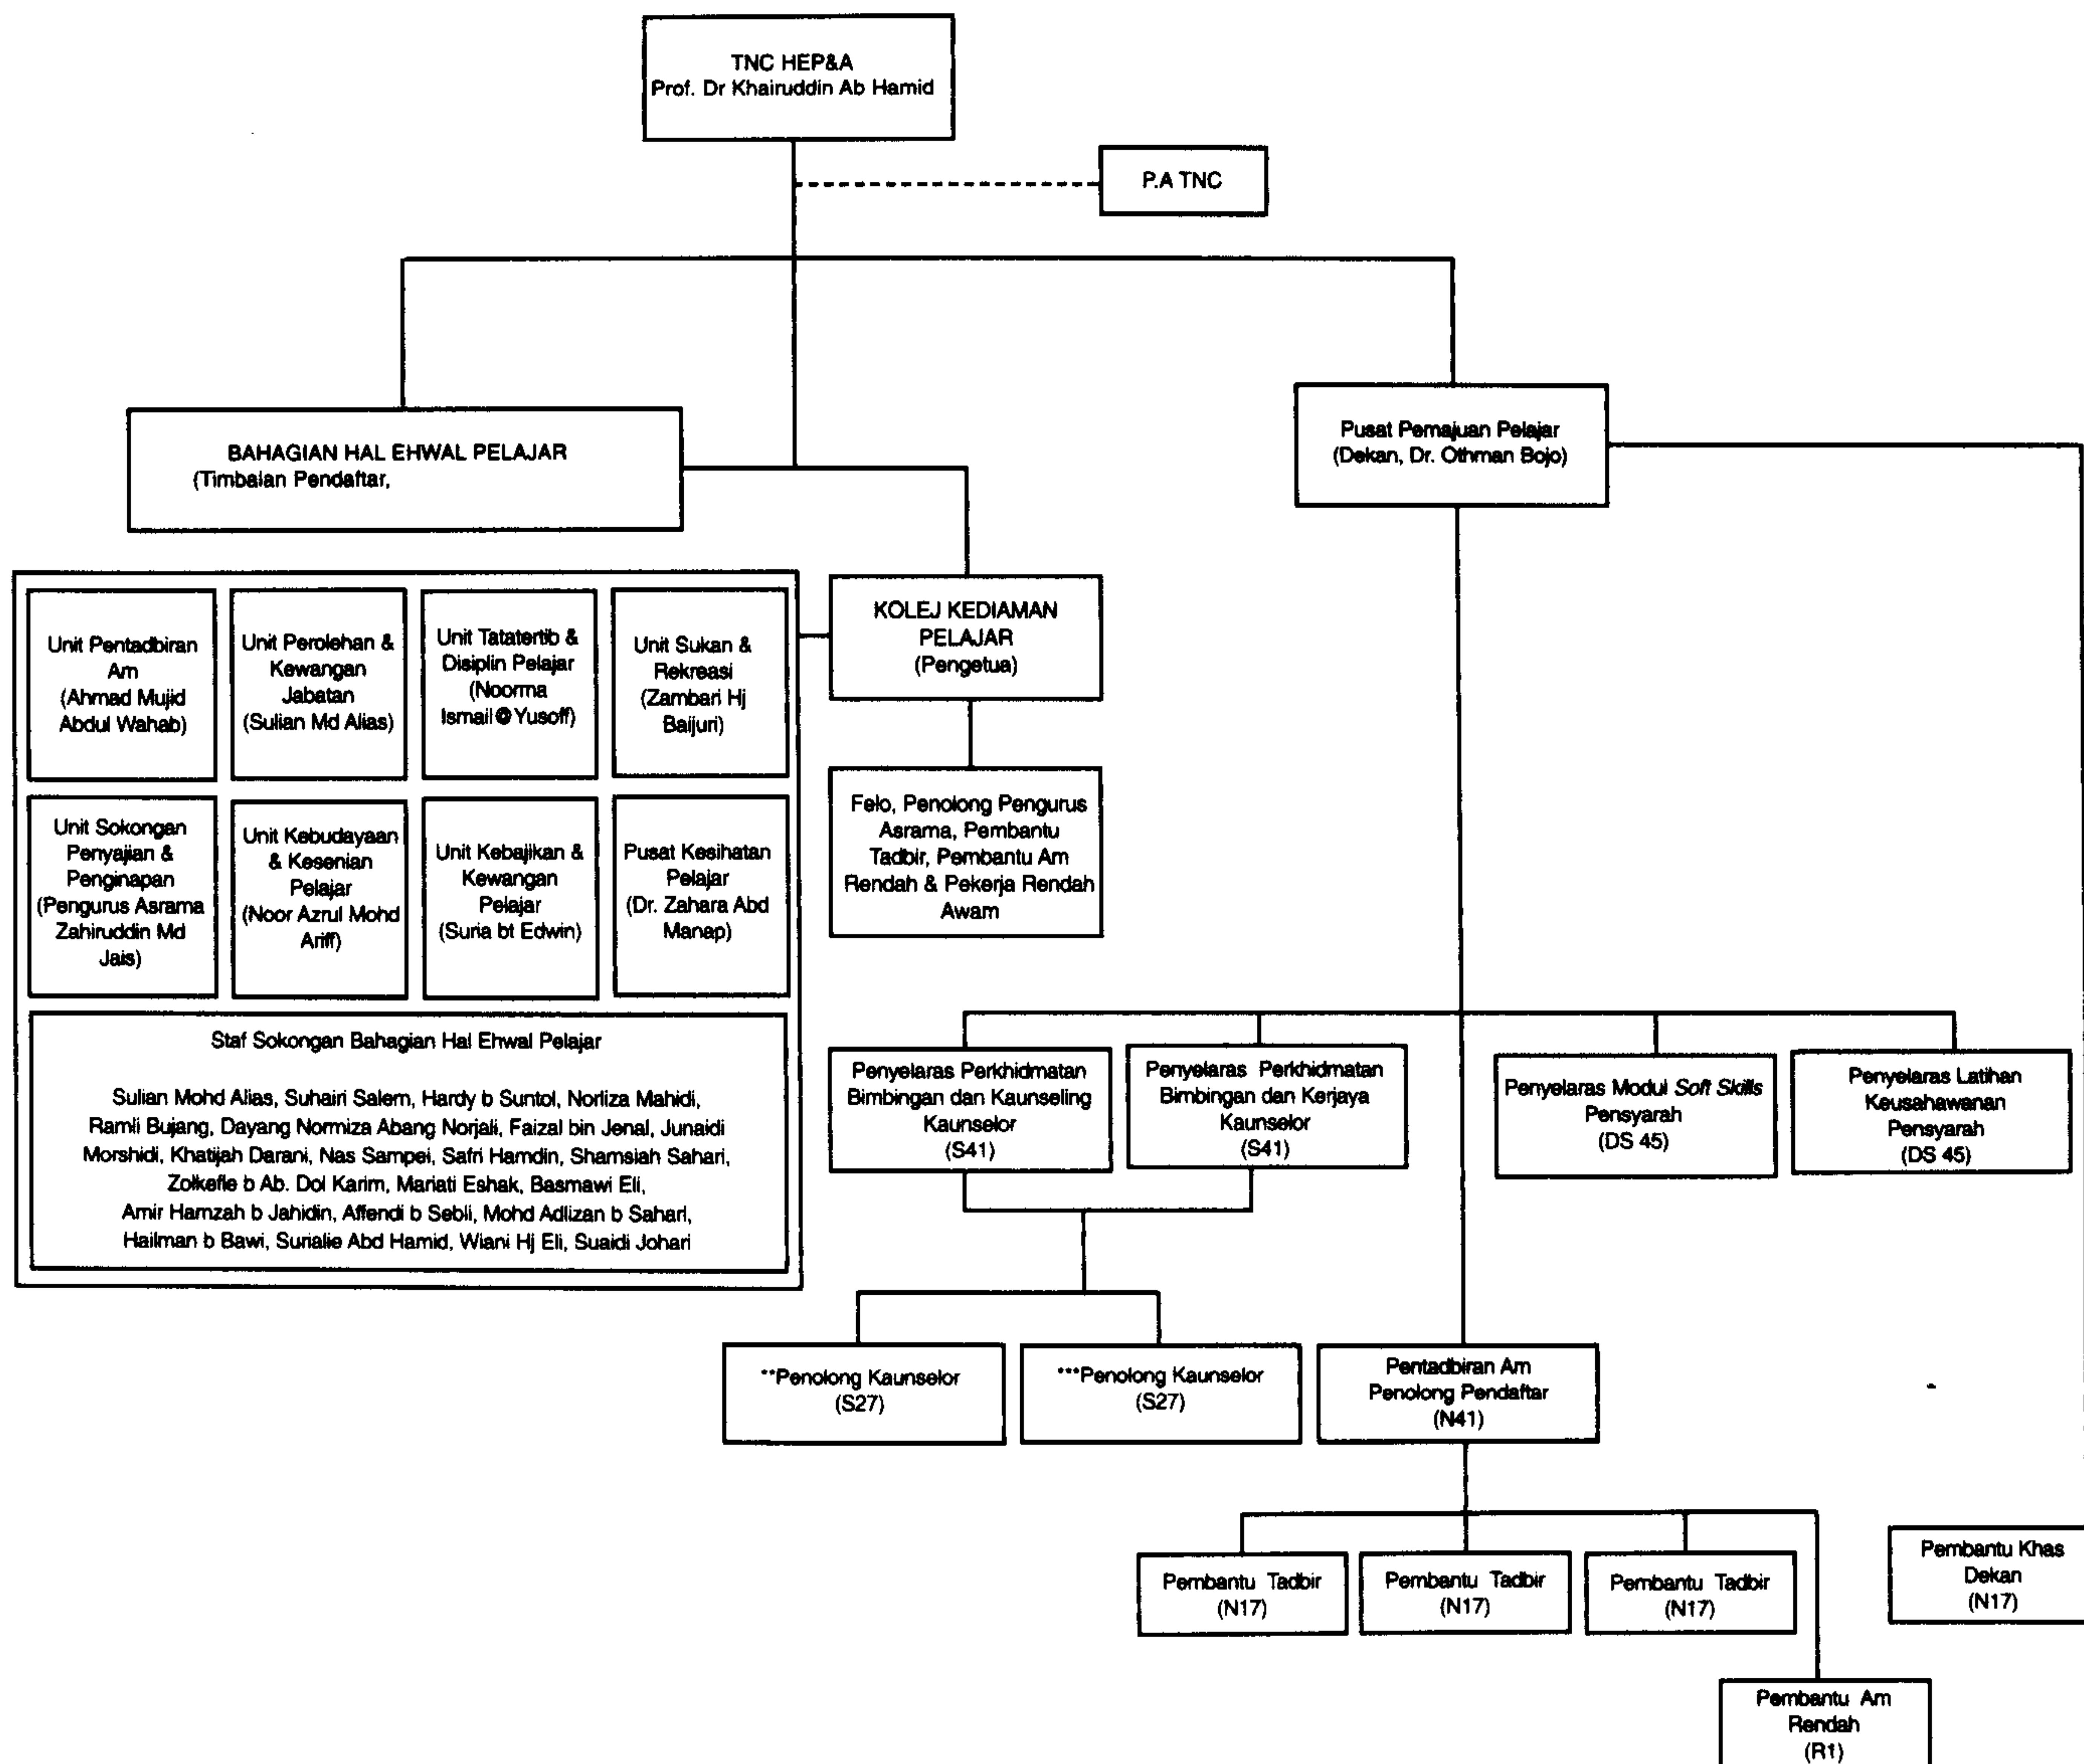 TNC HEP&A
Prof. Dr Khairuddin Ab Hamid
P.A TNC
BAHAGIAN HAL EHWAL PELAJAR
(Timbalan Pendaftar,
Pusat Pemajuan Pelajar
(Dekan, Dr. Othman Bojo)
Unit Pentadbiran
Am
(Ahmad Mujid
Abdul Wahab)
Unit Perolehan &
Kewangan
Jabatan
(Sulian Md Alias)
Unit Tatatertib &
Disiplin Pelajar
(Noorma
Ismail @ Yusoff)
Unit Sukan &
Rekreasi
(Zambari Hj
Baijuri)
KOLEJ KEDIAMAN
PELAJAR
(Pengetua)
Unit Sokongan
Penyajian &
Penginapan
(Pengurus Asrama
Zahiruddin Md
Jais)
Unit Kebudayaan
& Kesenian
Pelajar
(Noor Azrul Mohd
Ariff)
Unit Kebajikan &
Kewangan
Pelajar
(Suria bt Edwin)
Pusat Kesihatan
Pelajar
(Dr. Zahara Abd
Manap)
Felo, Penolong Pengurus
Asrama, Pembantu
Tadbir, Pembantu Am
Rendah & Pekerja Rendah
Awam
Staf Sokongan Bahagian Hal Ehwal Pelajar
Sulian Mohd Alias, Suhairi Salem, Hardy b Suntol, Norliza Mahidi,
Ramli Bujang, Dayang Normiza Abang Norjali, Faizal bin Jenal, Junaidi
Morshidi, Khatijah Darani, Nas Sampei, Safri Hamdin, Shamsiah Sahari,
Zolkefle b Ab. Dol Karim, Mariati Eshak, Basmawi Eli,
Amir Hamzah b Jahidin, Affendi b Sebli, Mohd Adlizan b Sahari,
Hailman b Bawi, Surialie Abd Hamid, Wiani Hj Eli, Suaidi Johari
Penyelaras Perkhidmatan
Bimbingan dan Kaunseling
Kaunselor
(S41)
Penyelaras Perkhidmatan
Bimbingan dan Kerjaya
Kaunselor
(S41)
Penyelaras Modul Soft Skills
Pensyarah
(DS 45)
Penyelaras Latihan
Keusahawanan
Pensyarah
(DS 45)
**Penolong Kaunselor
(S27)
***Penolong Kaunselor
(S27)
Pentadbiran Am
Penolong Pendaftar
(N41)
Pembantu Tadbir
(N17)
Pembantu Tadbir
(N17)
Pembantu Tadbir
(N17)
Pembantu Khas
Dekan
(N17)
Pembantu Am
Rendah
(R1)